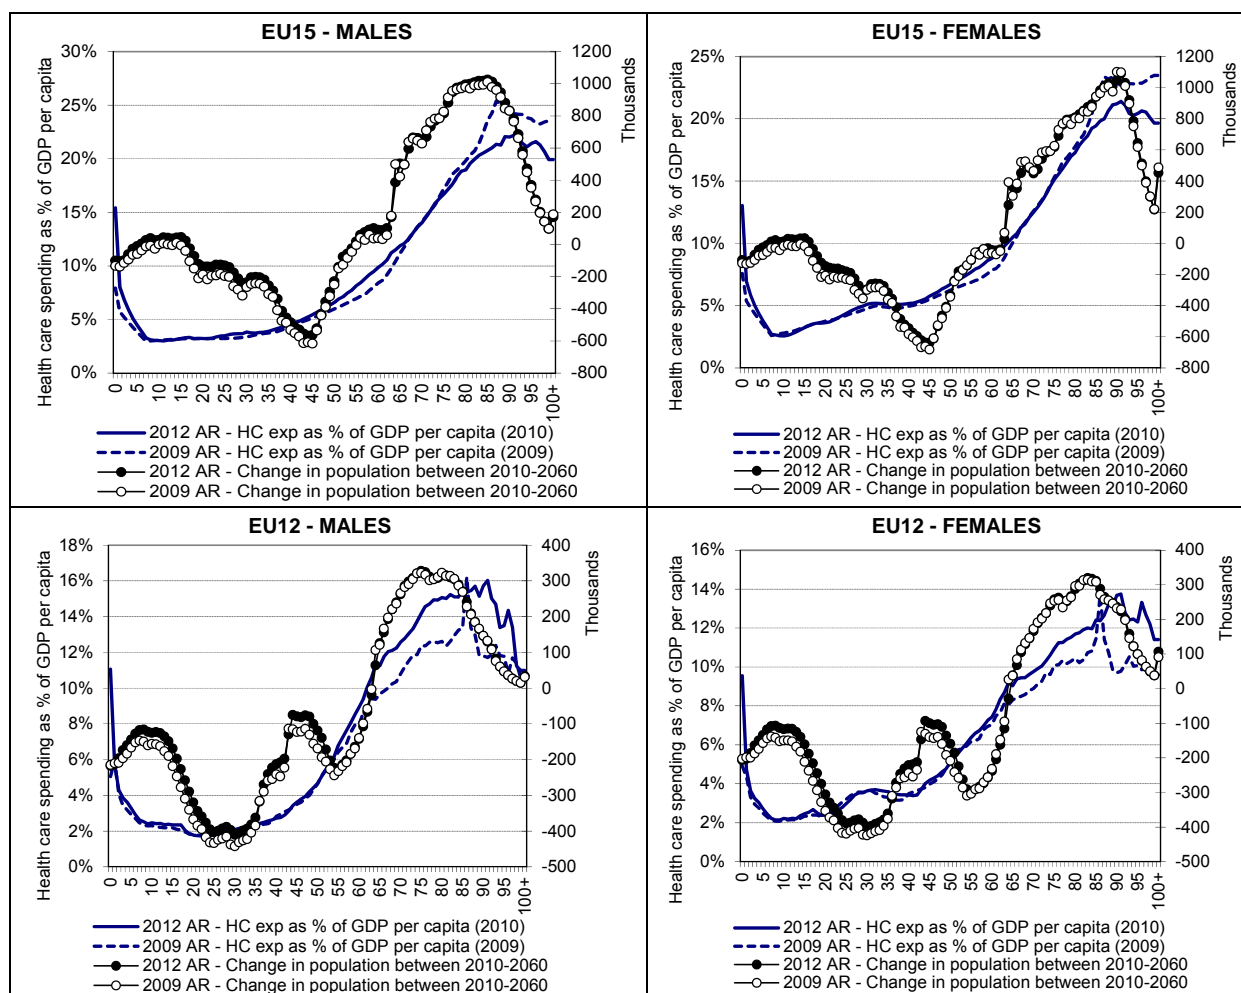 EU15 - MALES
Health care spending as % of GDP per capita
30%
25%
20%
15%
10%
5%
0%
1200
1000
800
600
400
200
0
-200
-400
-600
-800
Thousands
0 5 10 15 20 25 30 35 40 45 50 55 60 65 70 75 80 85 90 95 100+
2012 AR - HC exp as % of GDP per capita (2010)
2009 AR - HC exp as % of GDP per capita (2009)
2012 AR - Change in population between 2010-2060
2009 AR - Change in population between 2010-2060
EU15 - FEMALES
Health care spending as % of GDP per capita
25%
20%
15%
10%
5%
0%
1200
1000
800
600
400
200
0
-200
-400
-600
-800
Thousands
0 5 10 15 20 25 30 35 40 45 50 55 60 65 70 75 80 85 90 95 100+
2012 AR - HC exp as % of GDP per capita (2010)
2009 AR - HC exp as % of GDP per capita (2009)
2012 AR - Change in population between 2010-2060
2009 AR - Change in population between 2010-2060
EU12 - MALES
Health care spending as % of GDP per capita
18%
16%
14%
12%
10%
8%
6%
4%
2%
0%
400
300
200
100
0
-100
-200
-300
-400
-500
Thousands
0 5 10 15 20 25 30 35 40 45 50 55 60 65 70 75 80 85 90 95 100+
2012 AR - HC exp as % of GDP per capita (2010)
2009 AR - HC exp as % of GDP per capita (2009)
2012 AR - Change in population between 2010-2060
2009 AR - Change in population between 2010-2060
EU12 - FEMALES
Health care spending as % of GDP per capita
16%
14%
12%
10%
8%
6%
4%
2%
0%
400
300
200
100
0
-100
-200
-300
-400
-500
Thousands
0 5 10 15 20 25 30 35 40 45 50 55 60 65 70 75 80 85 90 95 100+
2012 AR - HC exp as % of GDP per capita (2010)
2009 AR - HC exp as % of GDP per capita (2009)
2012 AR - Change in population between 2010-2060
2009 AR - Change in population between 2010-2060